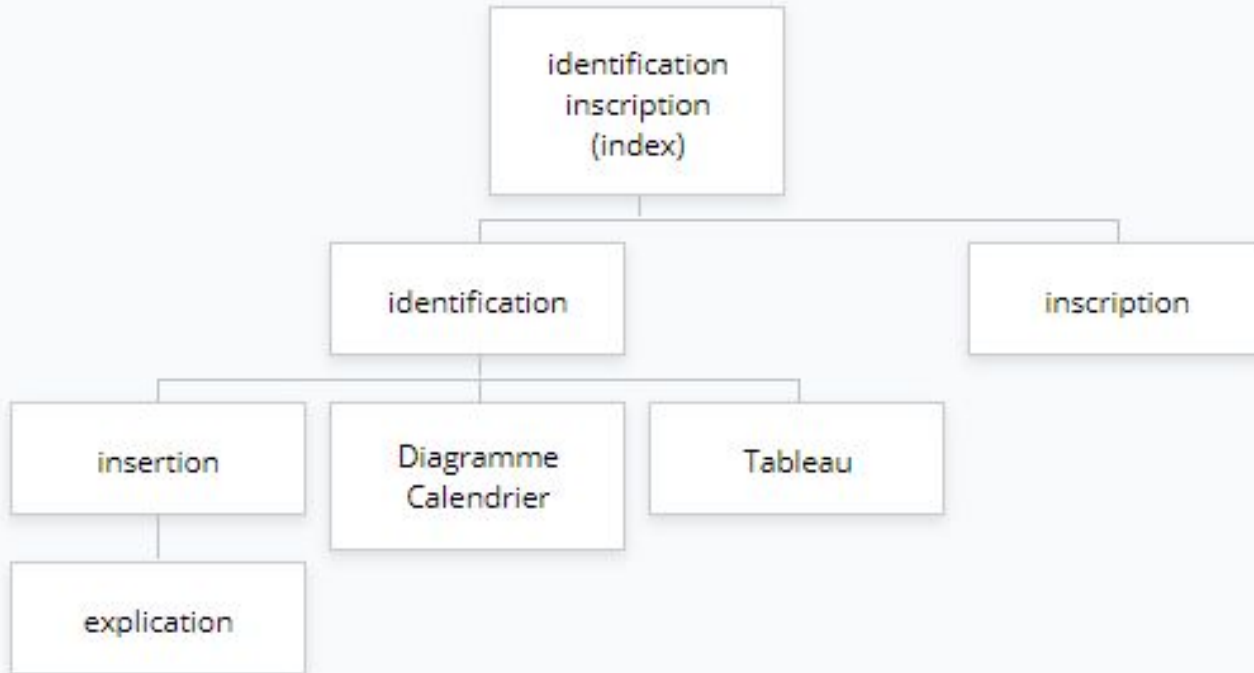 identification
inscription
(index)
identification
inscription
insertion
Diagramme
Calendrier
Tableau
explication